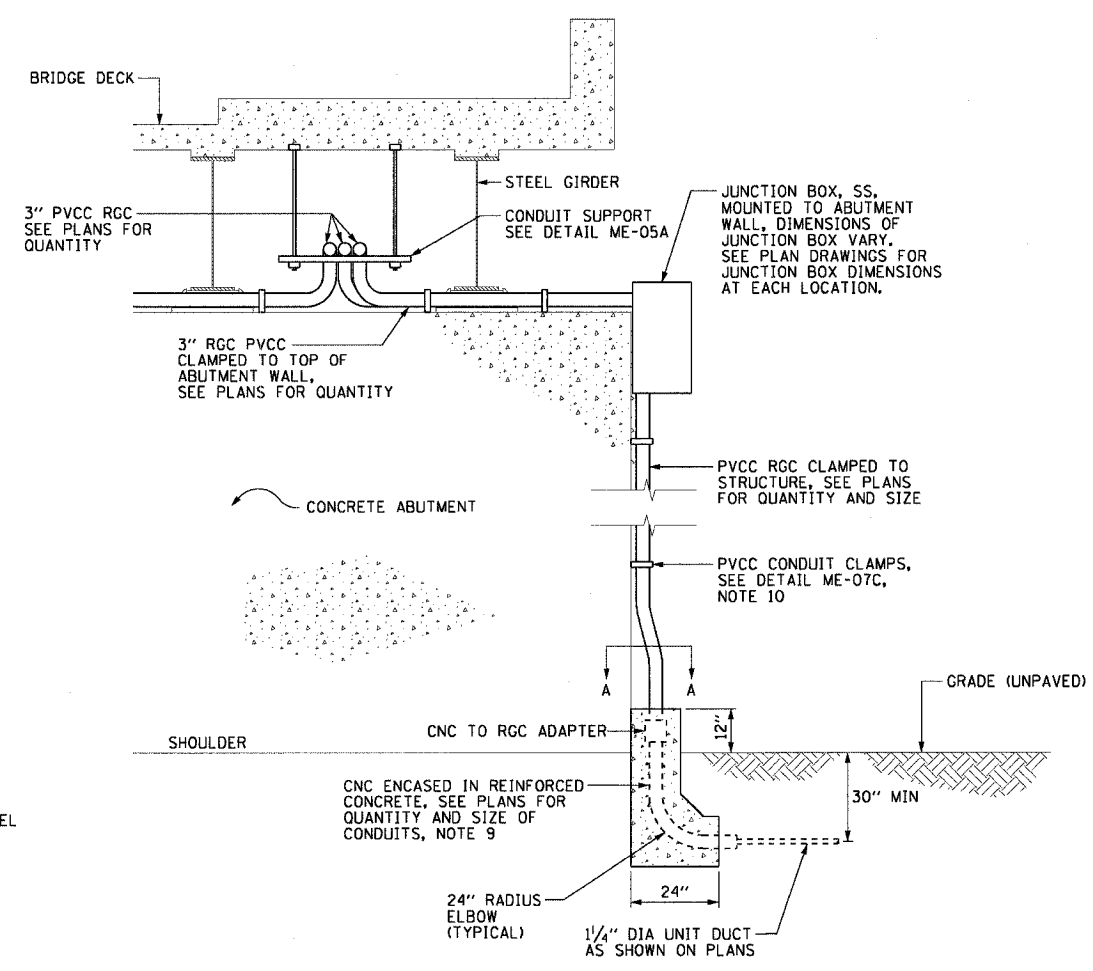 BRIDGE DECK
STEEL GIRDER
3" PVCC RGC
SEE PLANS FOR
QUANTITY
CONDUIT SUPPORT
SEE DETAIL ME-05A
JUNCTION BOX, SS,
MOUNTED TO ABUTMENT
WALL, DIMENSIONS OF
JUNCTION BOX VARY.
SEE PLAN DRAWINGS FOR
JUNCTION BOX DIMENSIONS
AT EACH LOCATION.
3" RGC PVCC
CLAMPED TO TOP OF
ABUTMENT WALL,
SEE PLANS FOR QUANTITY
PVCC RGC CLAMPED TO
STRUCTURE, SEE PLANS
FOR QUANTITY AND SIZE
CONCRETE ABUTMENT
PVCC CONDUIT CLAMPS,
SEE DETAIL ME-07C,
NOTE 10
A
A
GRADE (UNPAVED)
CNC TO RGC ADAPTER
12"
SHOULDER
CNC ENCASED IN REINFORCED
CONCRETE, SEE PLANS FOR
QUANTITY AND SIZE OF
CONDUITS, NOTE 9
30" MIN
EL
24" RADIUS
ELBOW
(TYPICAL)
24"
1 1/4" DIA UNIT DUCT
AS SHOWN ON PLANS